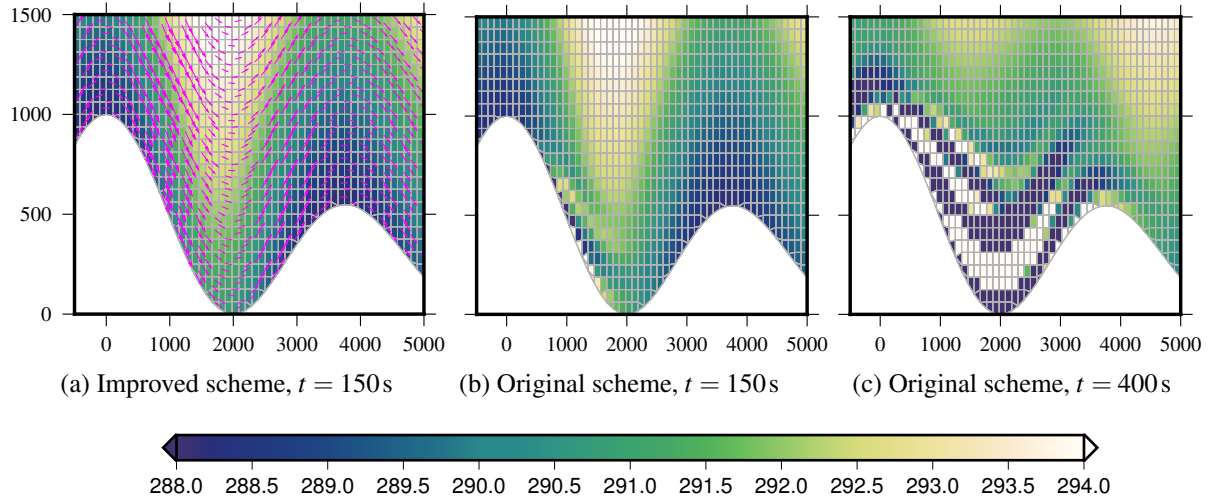 1500
1000
500
0
0 1000 2000 3000 4000 5000
0 1000 2000 3000 4000 5000
0 1000 2000 3000 4000 5000
(a) Improved scheme, t = 150 s
(b) Original scheme, t = 150 s
(c) Original scheme, t = 400 s
288.0 288.5 289.0 289.5 290.0 290.5 291.0 291.5 292.0 292.5 293.0 293.5 294.0